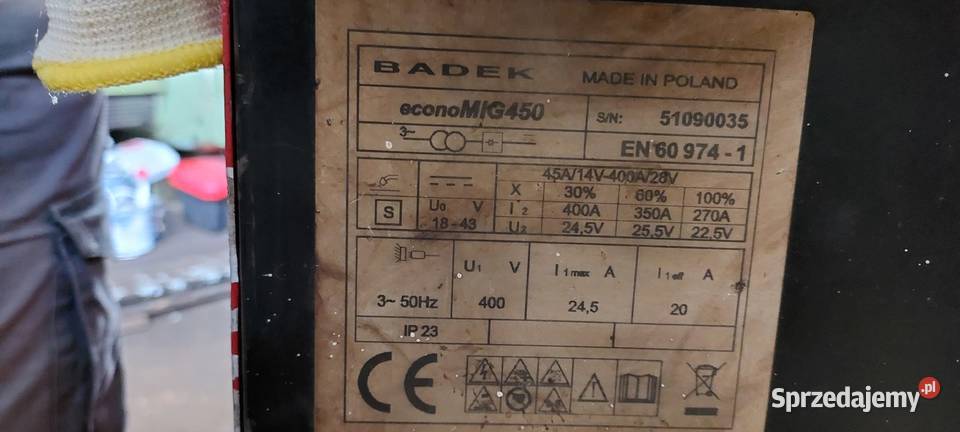 BADEK MADE IN POLAND
econoMIG450 S/N: 51090035
3~ EN 60 974 - 1
45A/14V-400A/28V
X 30% 60% 100%
S U₀ V I₂ 400A 350A 270A
18 - 43 U₂ 24,5V 25,5V 22,5V
U₁ V I₁max A I₁eff A
3~ 50Hz 400 24,5 20
IP 23
CE
Sprzedajemy.pl